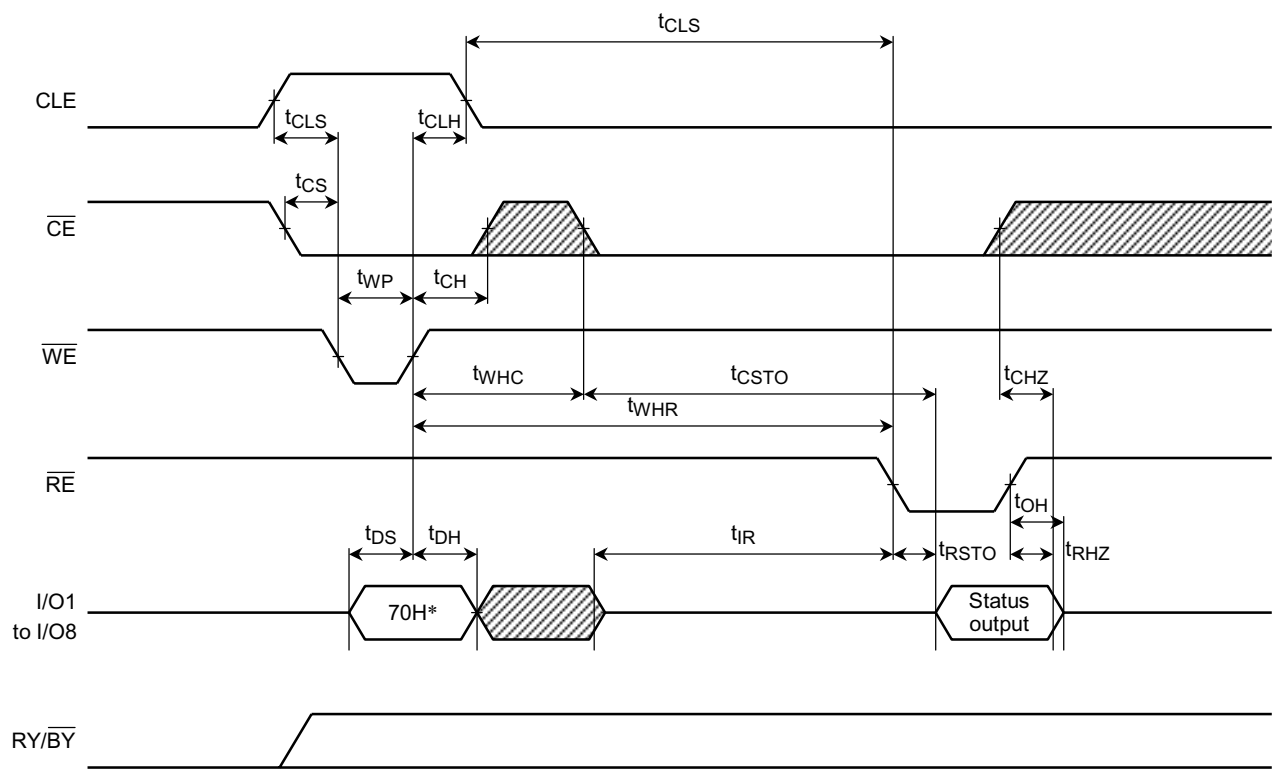 tCLS
CLE
tCLS
tCLH
tCS
CE
tWP
tCH
WE
tWHC
tCSTO
tCHZ
tWHR
RE
tOH
tDS
tDH
tIR
tRSTO
tRHZ
I/O1
to I/O8
70H*
Status
output
RY/BY